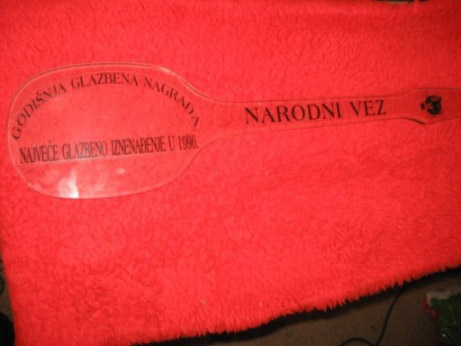 GODIŠNJA GLAZBENA NAGRADA
NAJVEĆE GLAZBENO IZNENAĐENJE U 1996.
NARODNI VEZ